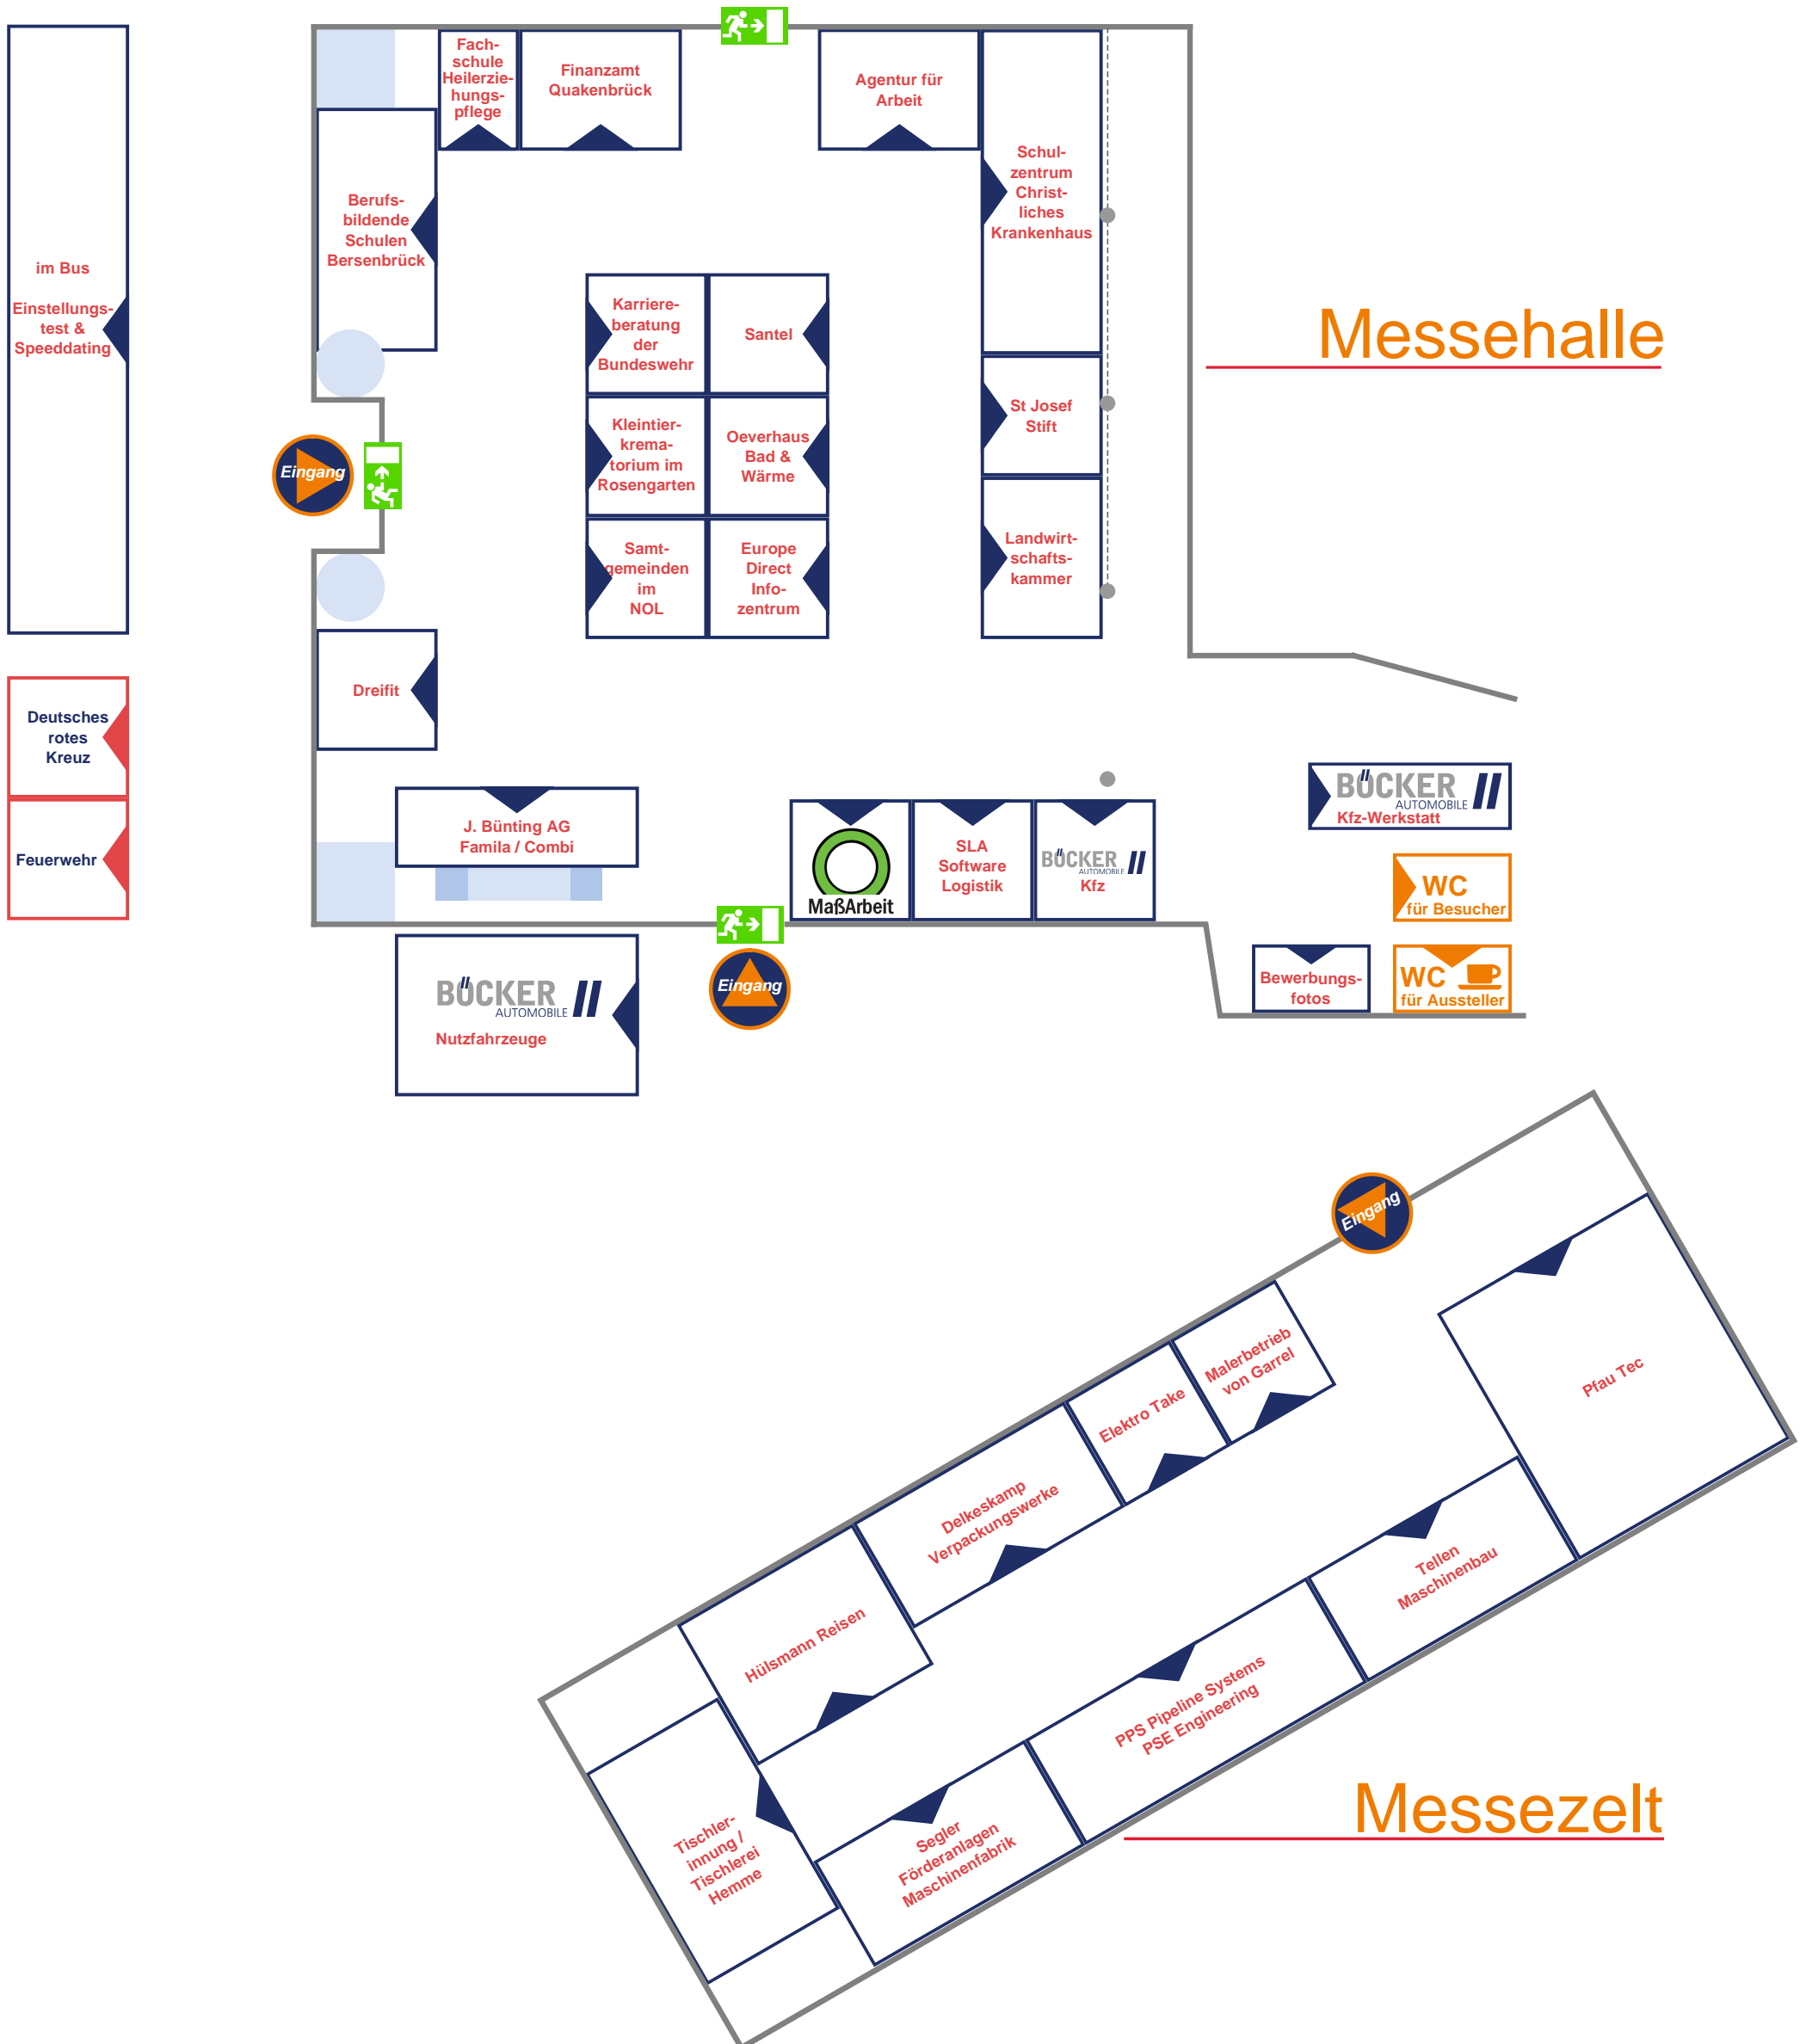 Fach-
schule
Heilerzie-
hungs-
pflege
Finanzamt
Quakenbrück
Agentur für
Arbeit
Schul-
zentrum
Christ-
liches
Krankenhaus
Berufs-
bildende
Schulen
Bersenbrück
im Bus
Einstellungs-
test &
Speeddating
Karriere-
beratung
der
Bundeswehr
Santel
Messehalle
Kleintier-
krema-
torium im
Rosengarten
Oeverhaus
Bad &
Wärme
St Josef
Stift
Eingang
Samt-
gemeinden
im
NOL
Europe
Direct
Info-
zentrum
Landwirt-
schafts-
kammer
Dreifit
Deutsches
rotes
Kreuz
Feuerwehr
J. Bünting AG
Famila / Combi
MaßArbeit
SLA
Software
Logistik
BÖCKER
AUTOMOBILE
Kfz
BÖCKER
AUTOMOBILE
Kfz-Werkstatt
WC
für Besucher
Bewerbungs-
fotos
WC
für Aussteller
BÖCKER
AUTOMOBILE
Nutzfahrzeuge
Eingang
Eingang
Malerbetrieb
von Garrel
Pfau Tec
Elektro Take
Delkeskamp
Verpackungswerke
Tellen
Maschinenbau
Hülsmann Reisen
PPS Pipeline Systems
PSE Engineering
Messezelt
Segler
Förderanlagen
Maschinenfabrik
Tischler-
innung /
Tischlerei
Hemme